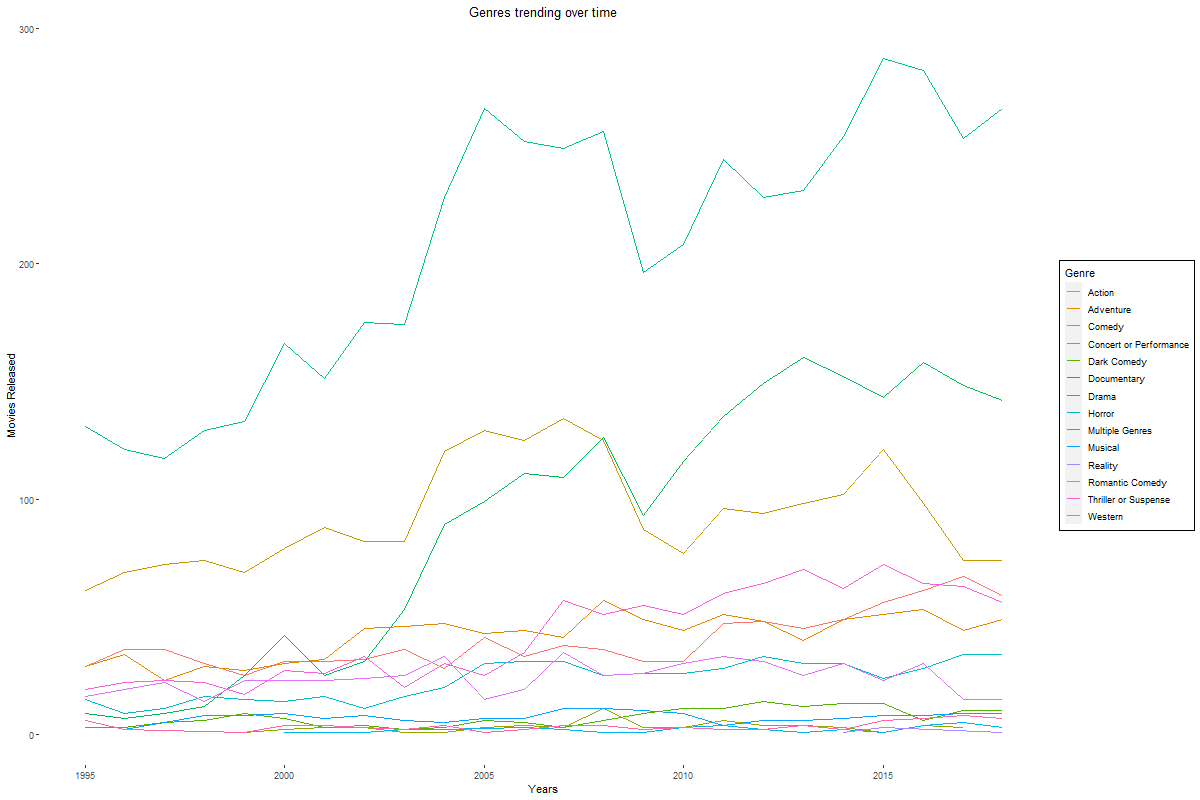 Genres trending over time
300
200
100
0
Movies Released
1995
2000
2005
2010
2015
Years
Genre
Action
Adventure
Comedy
Concert or Performance
Dark Comedy
Documentary
Drama
Horror
Multiple Genres
Musical
Reality
Romantic Comedy
Thriller or Suspense
Western